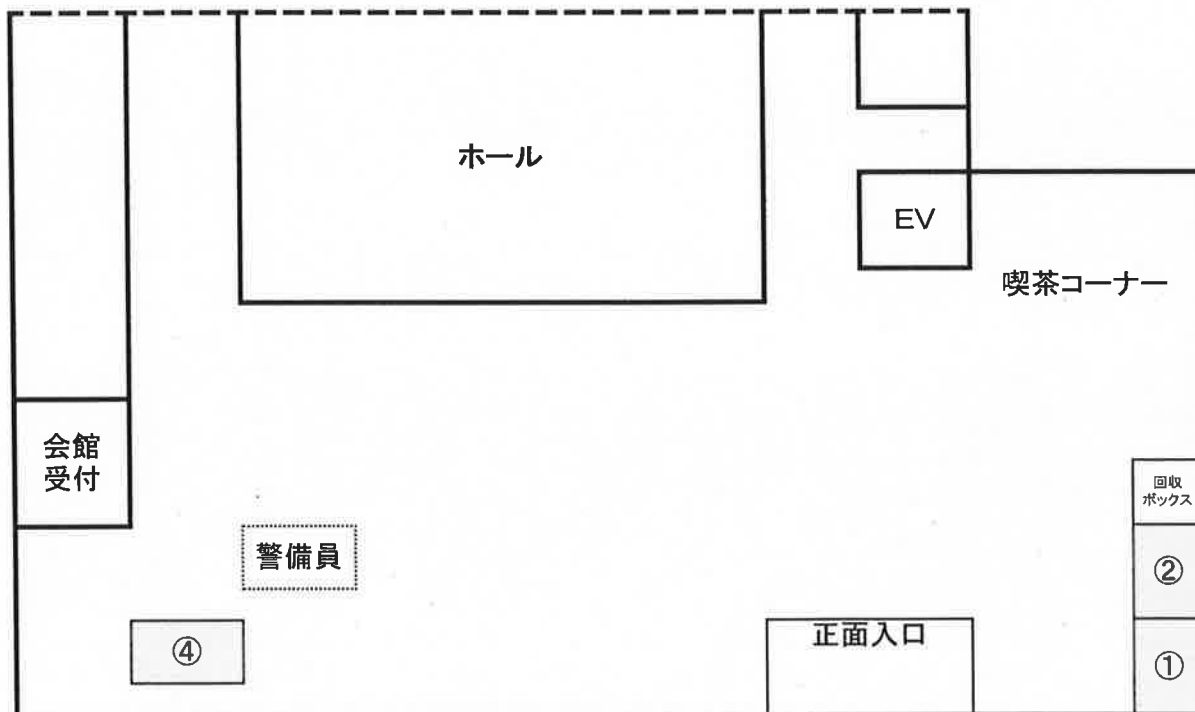 ホール
EV
喫茶コーナー
会館
受付
回収
ボックス
警備員
②
④
正面入口
①